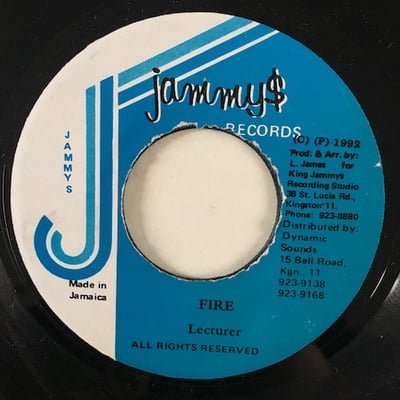 jammy$
RECORDS
JAMMYS
(C) (P) 1992
Prod: & Arr. by:
L. James for
King Jammy's
Recording Studio
38 St. Lucia Rd.,
Kingston 11.
Phone: 923-8880
Distributed by:
Dynamic
Sounds
15 Bell Road,
Kgn., 11
923-9138
923-9168
Made in
Jamaica
FIRE
Lecturer
ALL RIGHTS RESERVED